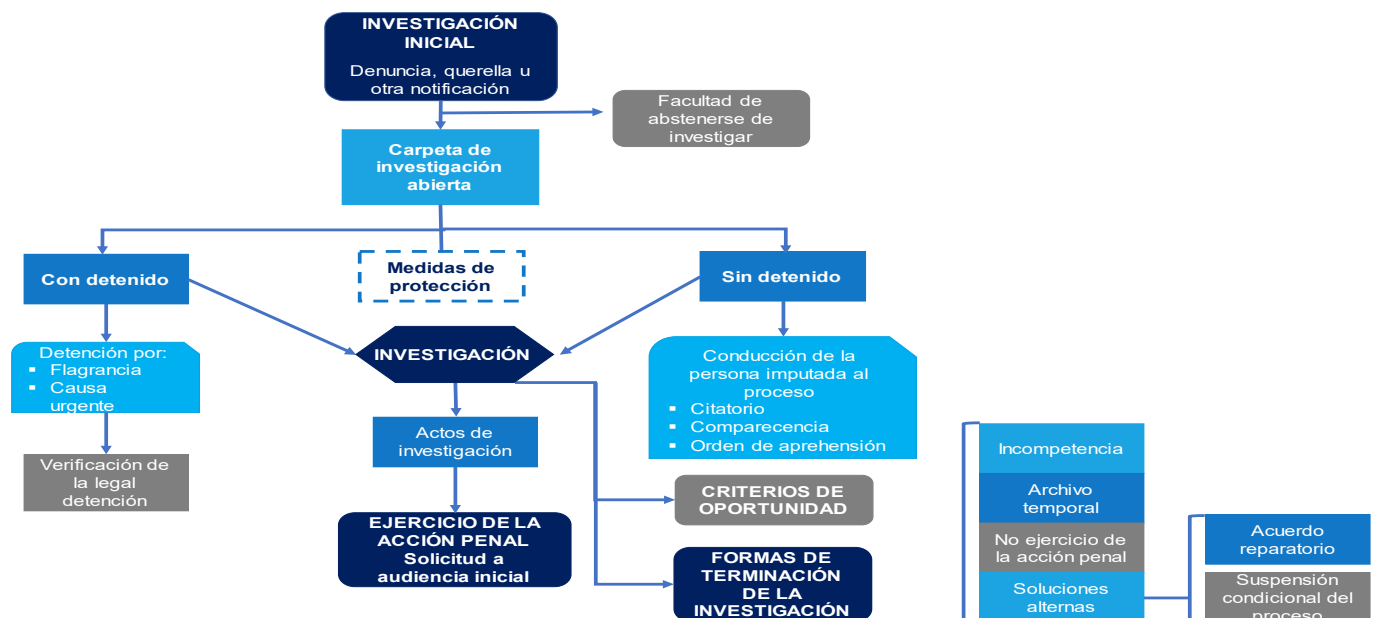 INVESTIGACIÓN
INICIAL
Denuncia, querella u
otra notificación
Facultad de
abstenerse de
investigar
Carpeta de
investigación
abierta
Con detenido
Medidas de
protección
Sin detenido
INVESTIGACIÓN
Detención por:
▪ Flagrancia
▪ Causa
urgente
Conducción de la
persona imputada al
proceso
▪ Citatorio
▪ Comparecencia
▪ Orden de aprehensión
Actos de
investigación
Verificación de
la legal
detención
CRITERIOS DE
OPORTUNIDAD
EJERCICIO DE LA
ACCIÓN PENAL
Solicitud a
audiencia inicial
FORMAS DE
TERMINACIÓN
DE LA
INVESTIGACIÓN
Incompetencia
Archivo
temporal
No ejercicio de
la acción penal
Soluciones
alternas
Acuerdo
reparatorio
Suspensión
condicional del
proceso